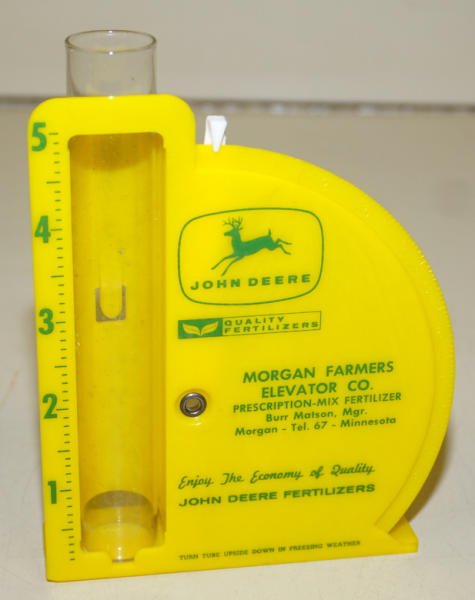 5
4
3
2
1
JOHN DEERE
QUALITY
FERTILIZERS
MORGAN FARMERS
ELEVATOR CO.
PRESCRIPTION-MIX FERTILIZER
Burr Matson, Mgr.
Morgan - Tel. 67 - Minnesota
Enjoy The Economy of Quality
JOHN DEERE FERTILIZERS
TURN TUBE UPSIDE DOWN IN FREEZING WEATHER